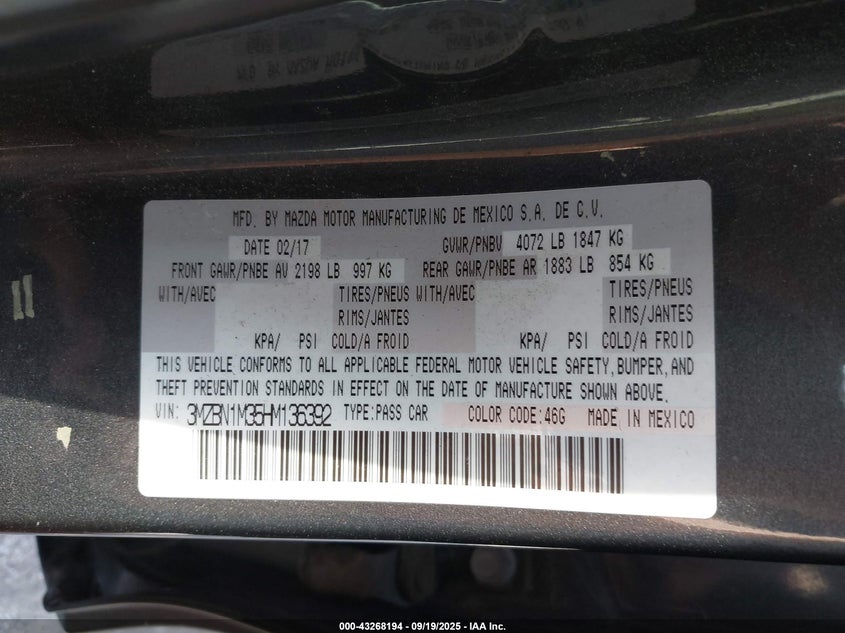 MFD. BY MAZDA MOTOR MANUFACTURING DE MEXICO S.A. DE C.V.
DATE 02/17 GVWR/PNBV 4072 LB 1847 KG
FRONT GAWR/PNBE AV 2198 LB 997 KG REAR GAWR/PNBE AR 1883 LB 854 KG
WITH/AVEC TIRES/PNEUS WITH/AVEC TIRES/PNEUS
RIMS/JANTES RIMS/JANTES
KPA/ PSI COLD/A FROID KPA/ PSI COLD/A FROID
THIS VEHICLE CONFORMS TO ALL APPLICABLE FEDERAL MOTOR VEHICLE SAFETY, BUMPER, AND
THEFT PREVENTION STANDARDS IN EFFECT ON THE DATE OF MANUFACTURE SHOWN ABOVE.
VIN: 3MZBN1M35HM136392 TYPE:PASS CAR COLOR CODE:46G MADE IN MEXICO
000-43268194 - 09/19/2025 - IAA Inc.